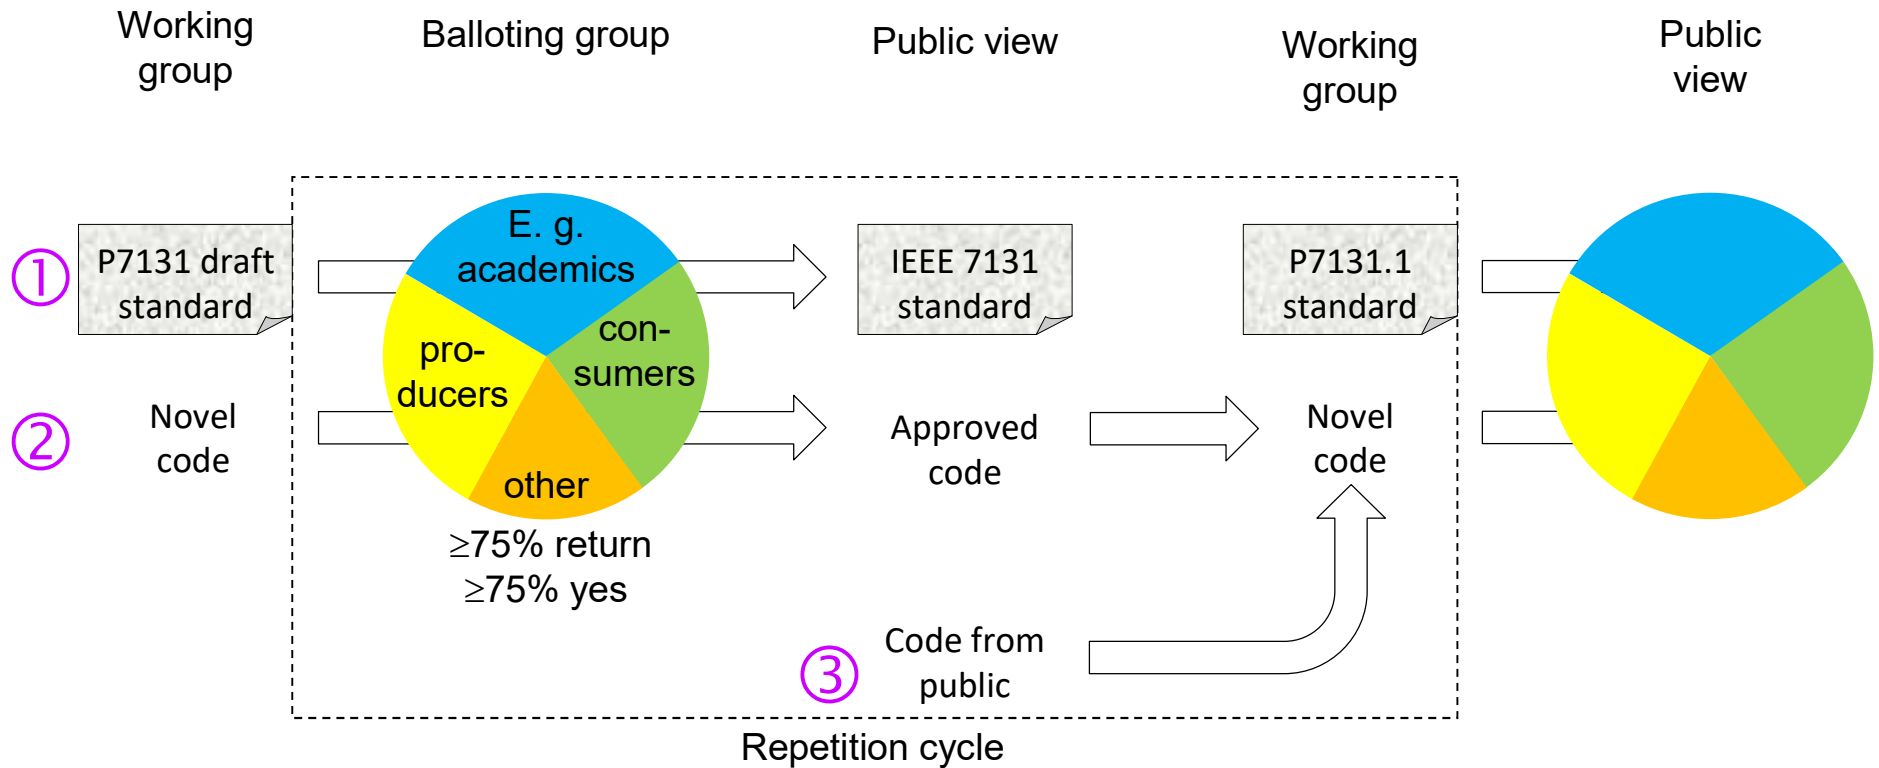 Working
group
Balloting group
Public view
Working
group
Public
view
①
P7131 draft
standard
E. g.
academics
pro-
ducers
con-
sumers
other
IEEE 7131
standard
P7131.1
standard
②
Novel
code
Approved
code
Novel
code
≥75% return
≥75% yes
③
Code from
public
Repetition cycle